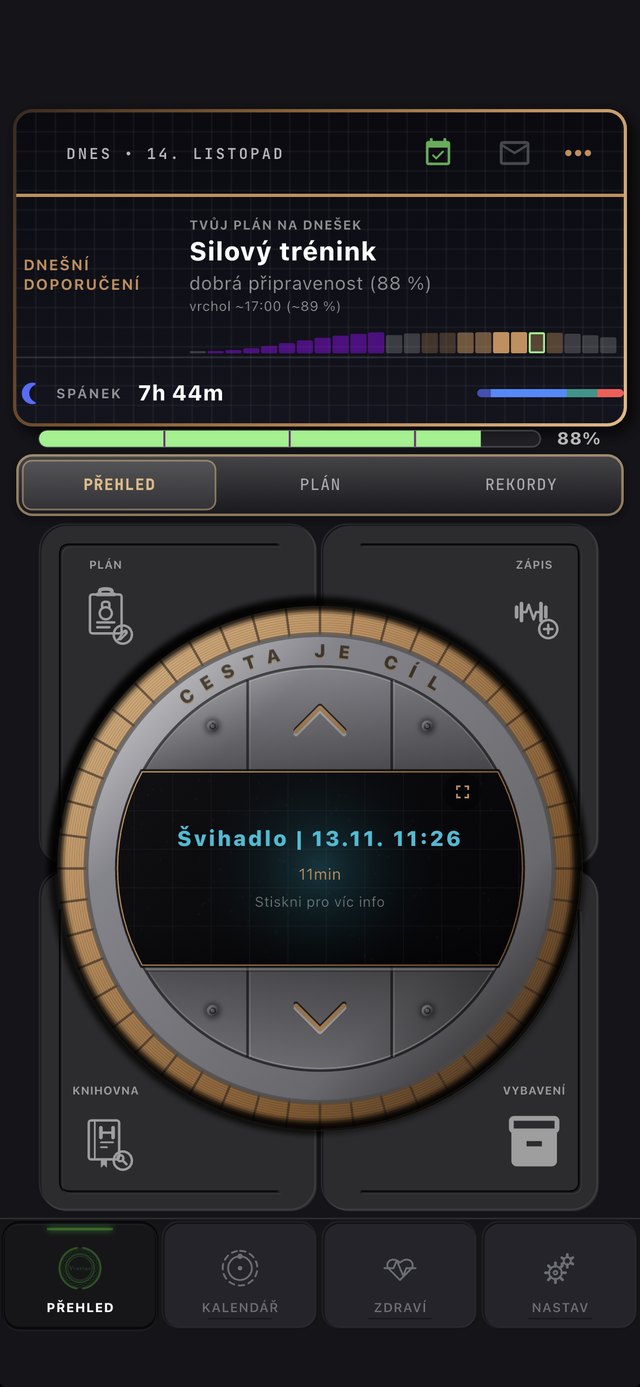 DNES • 14. LISTOPAD
TVŮJ PLÁN NA DNEŠEK
Silový trénink
DNEŠNÍ
DOPORUČENÍ
dobrá připravenost (88 %)
vrchol ~17:00 (~89 %)
SPÁNEK 7h 44m
88%
PŘEHLED PLÁN REKORDY
PLÁN
ZÁPIS
CESTA JE CÍL
Švihadlo | 13.11. 11:26
11min
Stiskni pro víc info
KNIHOVNA
VYBAVENÍ
PŘEHLED KALENDÁŘ ZDRAVÍ NASTAV